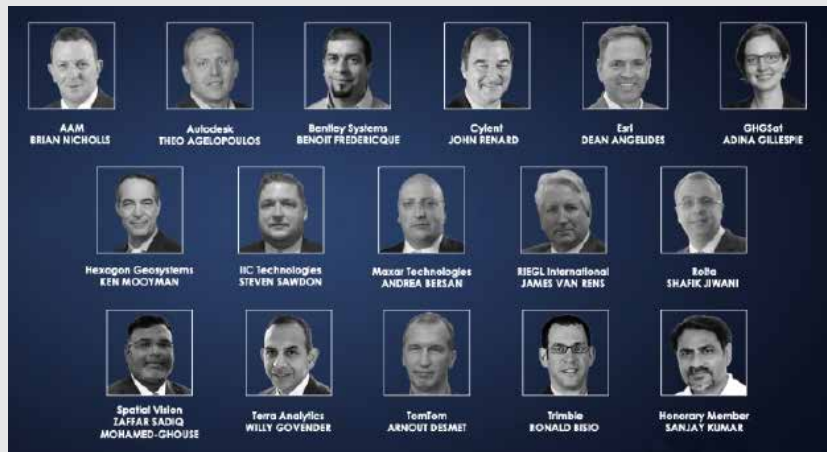 AAM
BRIAN NICHOLLS
Autodesk
THEO AGELOPOULOS
Bentley Systems
BENOIT FREDERICQUE
Cylent
JOHN RENARD
Esri
DEAN ANGELIDES
GHGSat
ADINA GILLESPIE
Hexagon Geosystems
KEN MOOYMAN
IIC Technologies
STEVEN SAWDON
Maxar Technologies
ANDREA BERSAN
RIEGL International
JAMES VAN RENS
Rolta
SHAFIK JIWANI
Spatial Vision
ZAFFAR SADIQ
MOHAMED-GHOUSE
Terra Analytics
WILLY GOVENDER
TomTom
ARNOUT DESMET
Trimble
RONALD BISIO
Honorary Member
SANJAY KUMAR